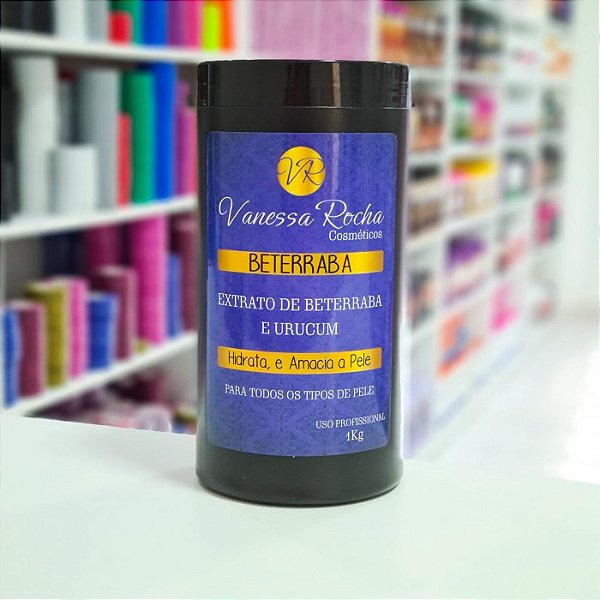 VR
Vanessa Rocha
Cosméticos
BETERRABA
EXTRATO DE BETERRABA
E URUCUM
Hidrata, e Amacia a Pele
PARA TODOS OS TIPOS DE PELE
USO PROFISSIONAL
1Kg